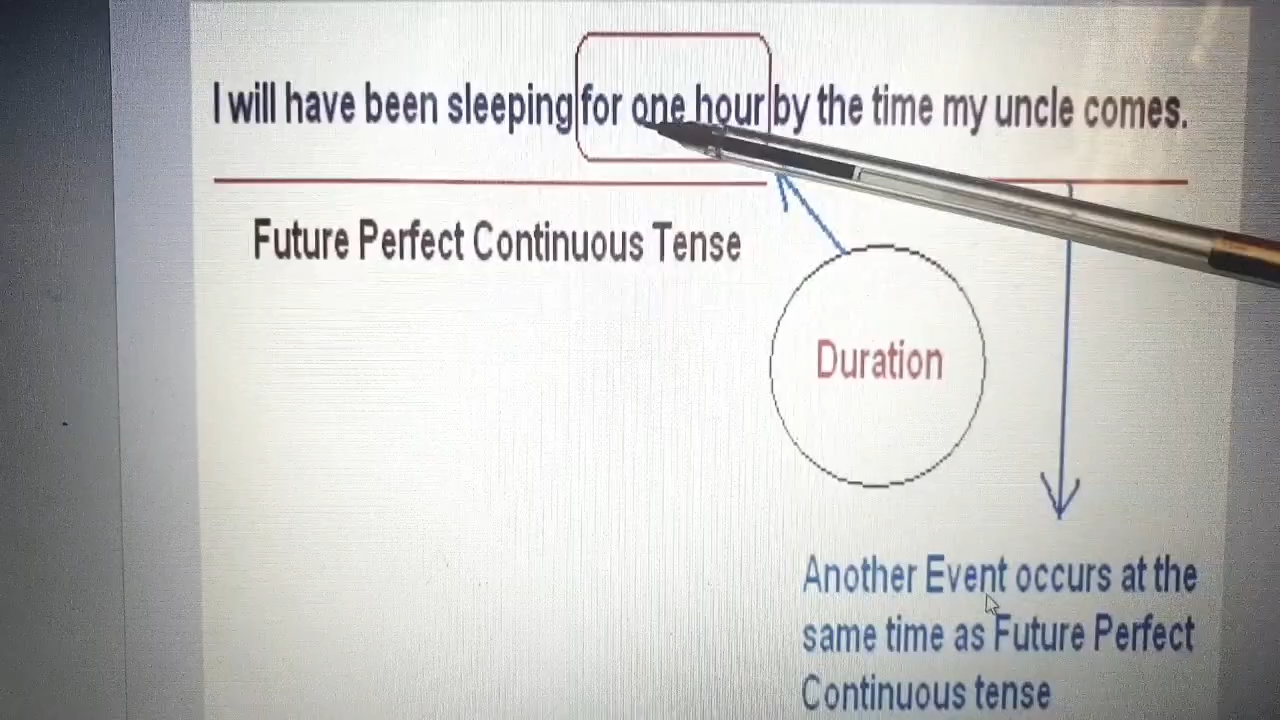 I will have been sleeping for one hour by the time my uncle comes.
Future Perfect Continuous Tense
Duration
Another Event occurs at the
same time as Future Perfect
Continuous tense